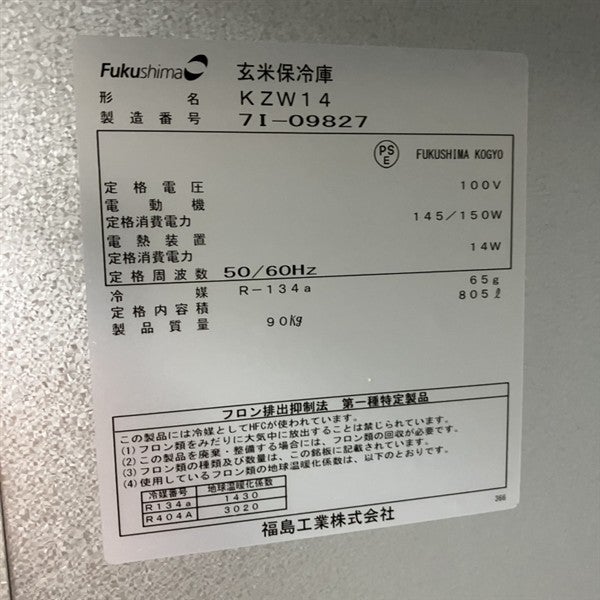 Fukushima 玄米保冷庫
形名 KZW14
製造番号 7I-09827
PSE FUKUSHIMA KOGYO
定格電圧 100V
電動機
定格消費電力 145/150W
電熱装置
定格消費電力 14W
定格周波数 50/60Hz
冷媒 R-134a 65g
定格内容積 805ℓ
製品質量 90kg
フロン排出抑制法 第一種特定製品
この製品には冷媒としてHFCが使われています。
(1)フロン類をみだりに大気中に放出することは禁じられています。
(2)この製品を廃棄・整備する場合には、フロン類の回収が必要です。
(3)フロン類の種類及び数量は、この銘板に記載されています。
(4)使用しているフロン類の地球温暖化係数は、以下のとおりです。
冷媒番号 地球温暖化係数
R134a 1430
R404A 3020
366
福島工業株式会社